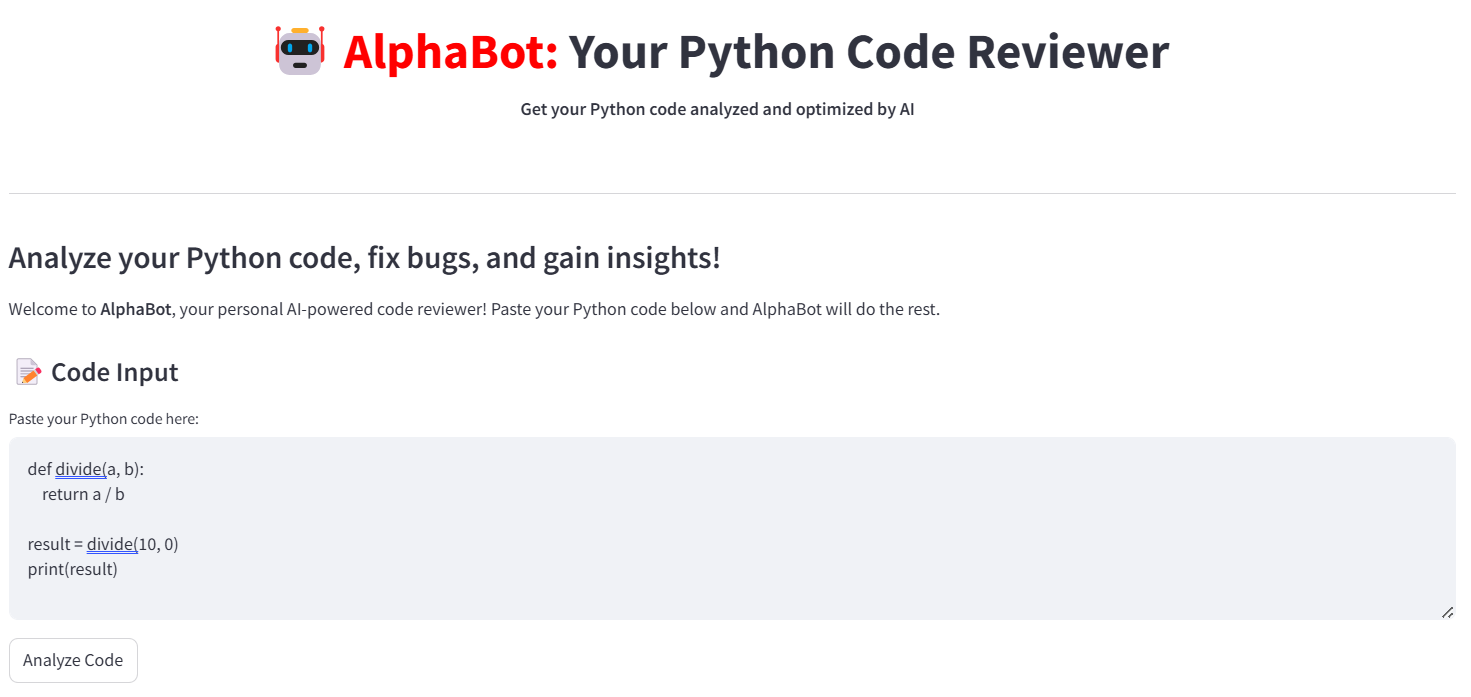 AlphaBot: Your Python Code Reviewer
Get your Python code analyzed and optimized by AI
Analyze your Python code, fix bugs, and gain insights!
Welcome to AlphaBot, your personal AI-powered code reviewer! Paste your Python code below and AlphaBot will do the rest.
Code Input
Paste your Python code here:
def divide(a, b):
    return a / b
result = divide(10, 0)
print(result)
Analyze Code